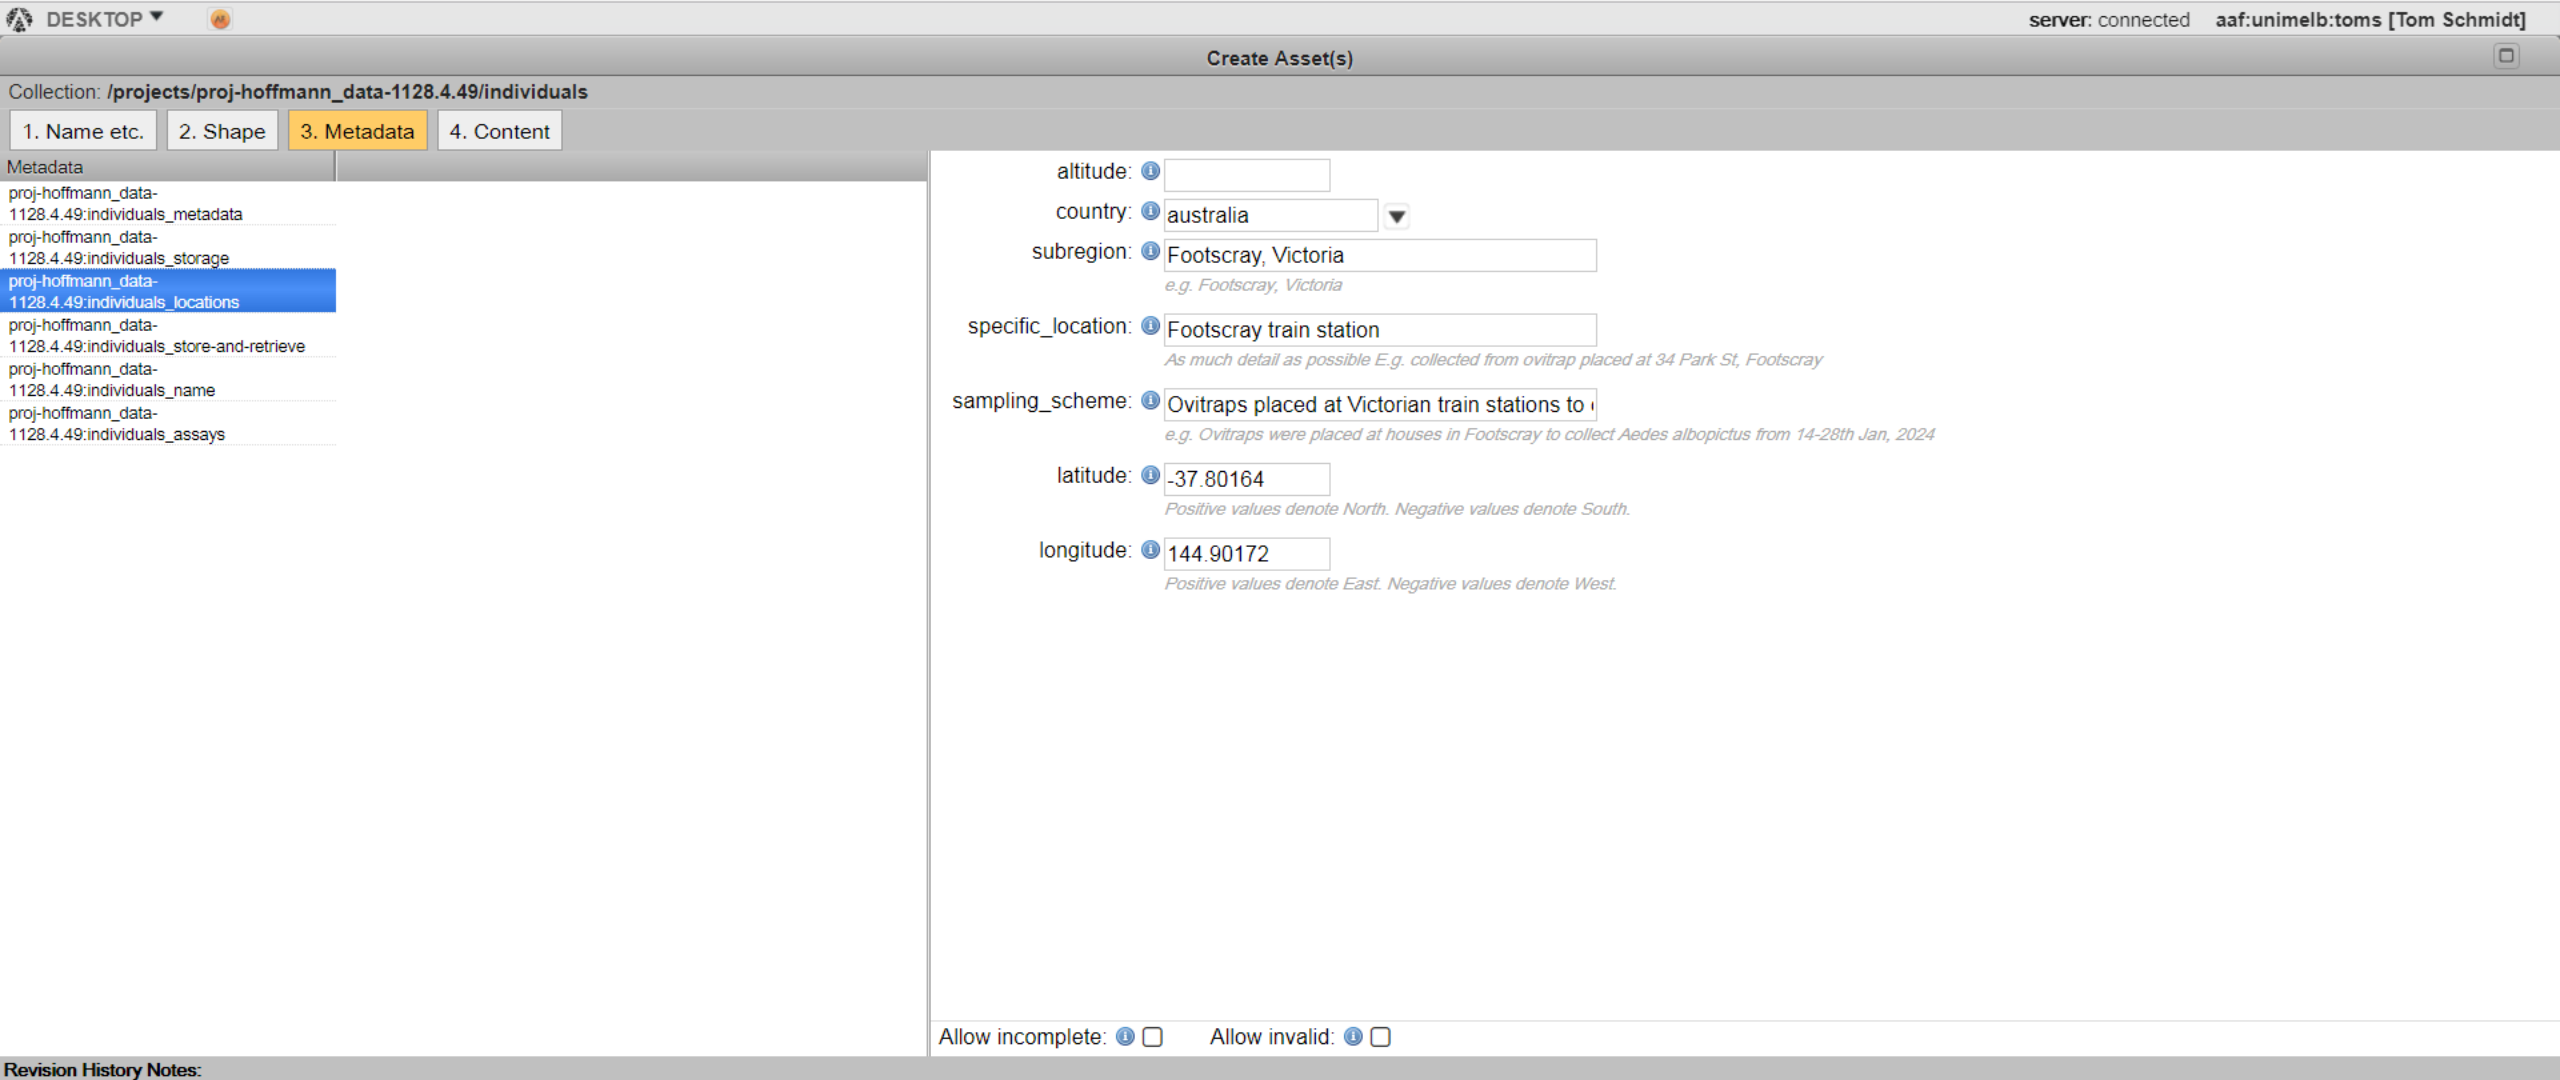 DESKTOP
server: connected aaf:unimelb:toms [Tom Schmidt]
Create Asset(s)
Collection: /projects/proj-hoffmann_data-1128.4.49/individuals
1. Name etc. 2. Shape 3. Metadata 4. Content
Metadata
proj-hoffmann_data-
1128.4.49:individuals_metadata
proj-hoffmann_data-
1128.4.49:individuals_storage
proj-hoffmann_data-
1128.4.49:individuals_locations
proj-hoffmann_data-
1128.4.49:individuals_store-and-retrieve
proj-hoffmann_data-
1128.4.49:individuals_name
proj-hoffmann_data-
1128.4.49:individuals_assays
altitude:
country: australia
subregion: Footscray, Victoria
e.g. Footscray, Victoria
specific_location: Footscray train station
As much detail as possible E.g. collected from ovitrap placed at 34 Park St, Footscray
sampling_scheme: Ovitraps placed at Victorian train stations to
e.g. Ovitraps were placed at houses in Footscray to collect Aedes albopictus from 14-28th Jan, 2024
latitude: -37.80164
Positive values denote North. Negative values denote South.
longitude: 144.90172
Positive values denote East. Negative values denote West.
Allow incomplete: Allow invalid:
Revision History Notes: